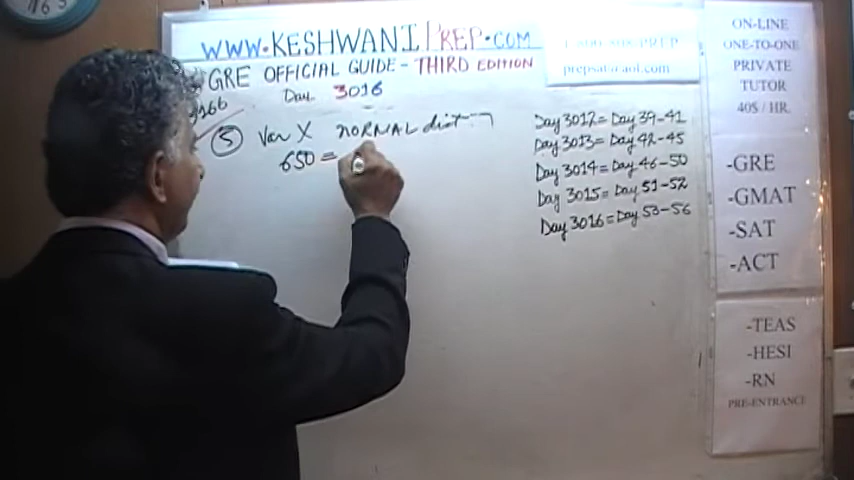 WWW.KESHWANI PREP.COM
GRE OFFICIAL GUIDE - THIRD EDITION
Day 3016
166
5 Var X NORMAL dist
650 =
prepsat@aol.com
Day 3012 = Day 39-41
Day 3013 = Day 42-45
Day 3014 = Day 46-50
Day 3015 = Day 51-52
Day 3016 = Day 53-56
ON-LINE
ONE-TO-ONE
PRIVATE
TUTOR
40$ / HR.
-GRE
-GMAT
-SAT
-ACT
-TEAS
-HESI
-RN
PRE-ENTRANCE